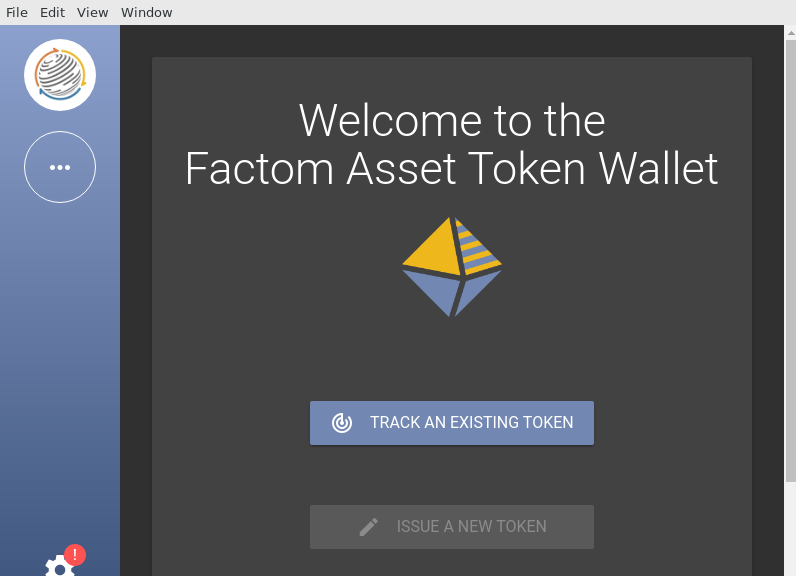 File Edit View Window
Welcome to the
Factom Asset Token Wallet
TRACK AN EXISTING TOKEN
ISSUE A NEW TOKEN
!